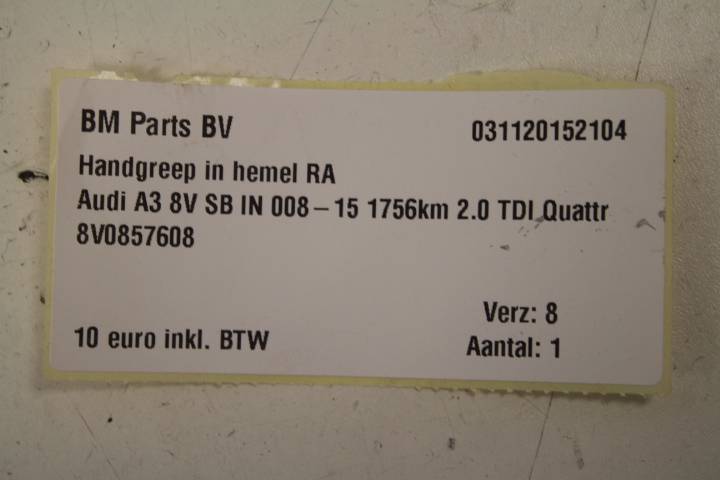 BM Parts BV 031120152104
Handgreep in hemel RA
Audi A3 8V SB IN 008-15 1756km 2.0 TDI Quattr
8V0857608
Verz: 8
10 euro inkl. BTW Aantal: 1